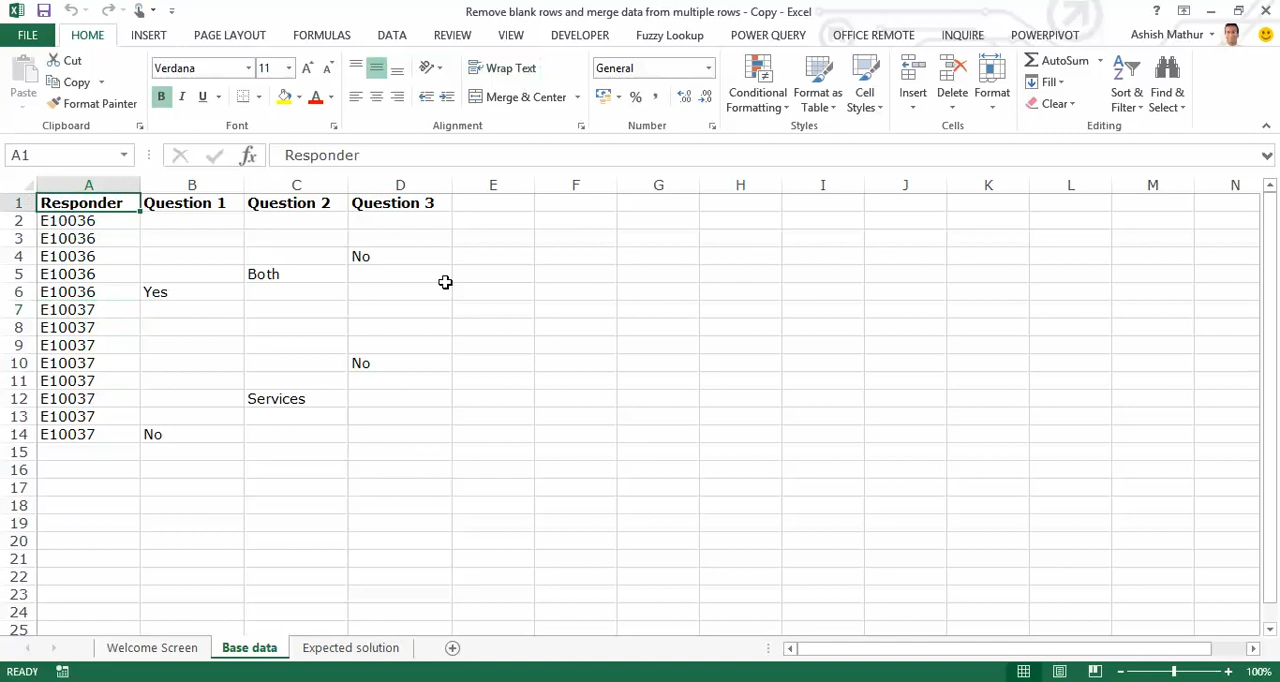 Remove blank rows and merge data from multiple rows - Copy - Excel
FILE HOME INSERT PAGE LAYOUT FORMULAS DATA REVIEW VIEW DEVELOPER Fuzzy Lookup POWER QUERY OFFICE REMOTE INQUIRE POWERPIVOT Ashish Mathur
Paste
Cut
Copy
Format Painter
Clipboard
Verdana 11
B I U
Font
Wrap Text
Merge & Center
Alignment
General
%
Number
Conditional Formatting
Format as Table
Cell Styles
Styles
Insert Delete Format
Cells
AutoSum
Fill
Clear
Sort & Filter
Find & Select
Editing
A1 fx Responder
A B C D E F G H I J K L M N
1 Responder Question 1 Question 2 Question 3
2 E10036
3 E10036
4 E10036 No
5 E10036 Both
6 E10036 Yes
7 E10037
8 E10037
9 E10037
10 E10037 No
11 E10037
12 E10037 Services
13 E10037
14 E10037 No
15
16
17
18
19
20
21
22
23
24
25
Welcome Screen Base data Expected solution
READY 100%